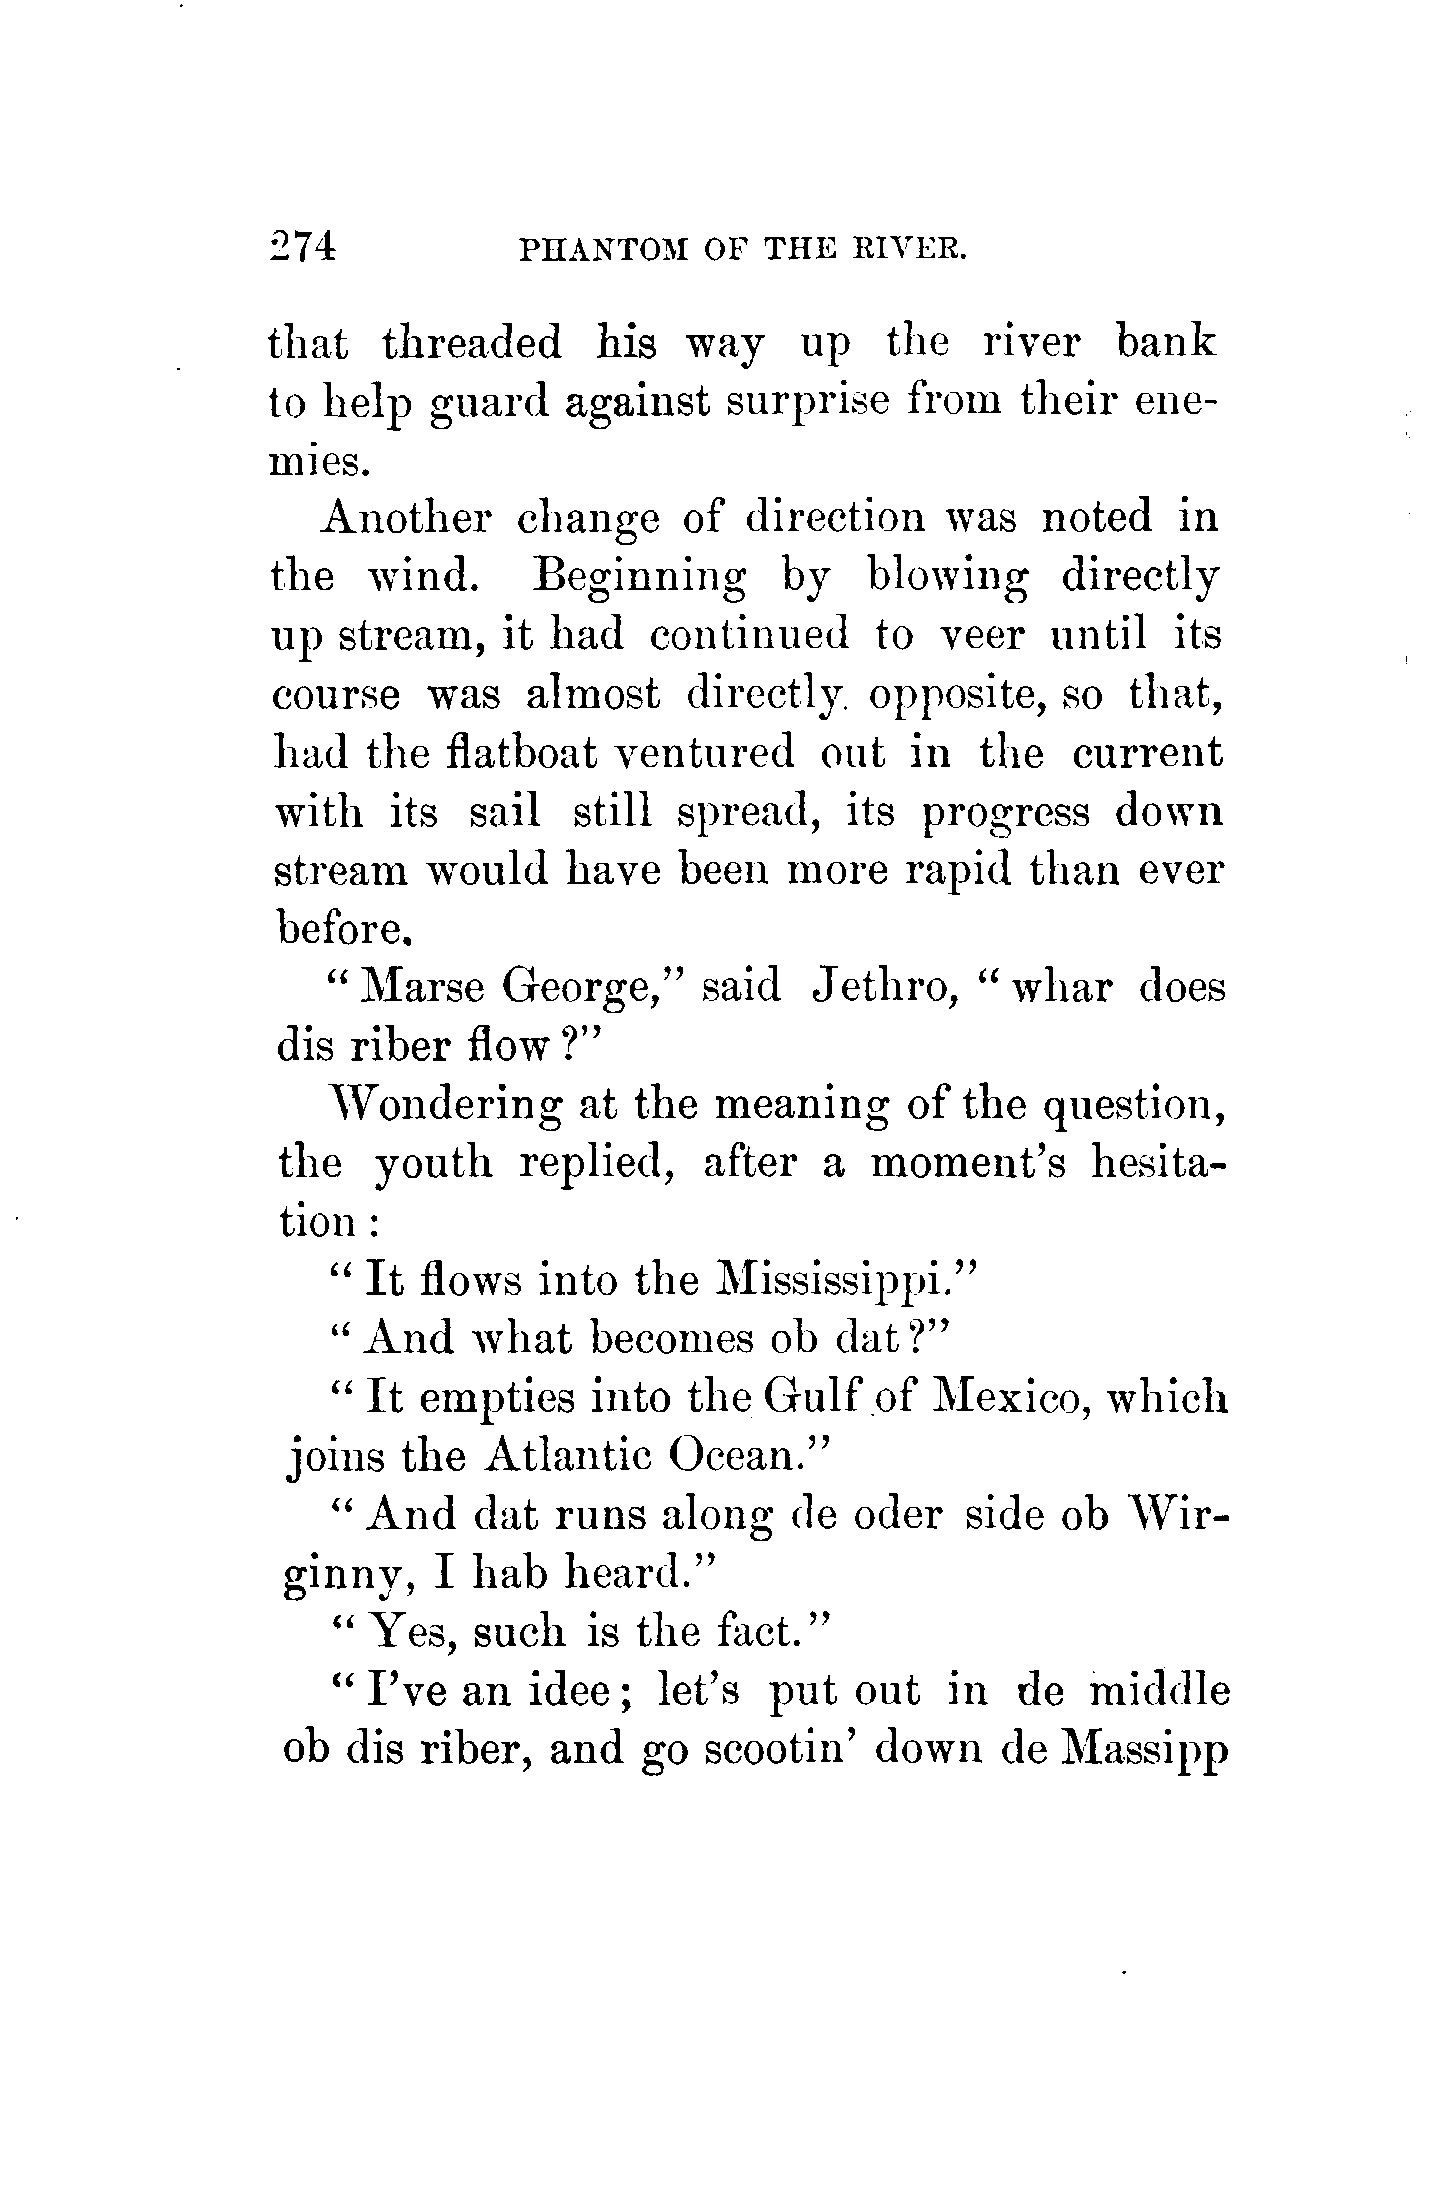 274 PHANTOM OF THE RIVER.
that threaded his way up the river bank
to help guard against surprise from their ene-
mies.
Another change of direction was noted in
the wind. Beginning by blowing directly
up stream, it had continued to veer until its
course was almost directly opposite, so that,
had the flatboat ventured out in the current
with its sail still spread, its progress down
stream would have been more rapid than ever
before.
“ Marse George,” said Jethro, “ whar does
dis riber flow ?”
Wondering at the meaning of the question,
the youth replied, after a moment’s hesita-
tion :
“ It flows into the Mississippi.”
“ And what becomes ob dat ?”
“ It empties into the Gulf of Mexico, which
joins the Atlantic Ocean.”
“ And dat runs along de oder side ob Wir-
ginny, I hab heard.”
“ Yes, such is the fact.”
“ I’ve an idee ; let’s put out in de middle
ob dis riber, and go scootin’ down de Massipp